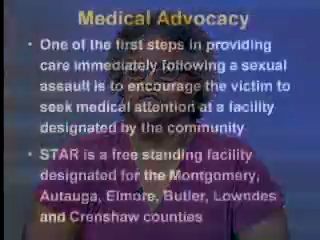 Medical Advocacy
• One of the first steps in providing
care immediately following a sexual
assault is to encourage the victim to
seek medical attention at a facility
designated by the community
• STAR is a free standing facility
designated for the Montgomery,
Autauga, Elmore, Butler, Lowndes
and Crenshaw counties